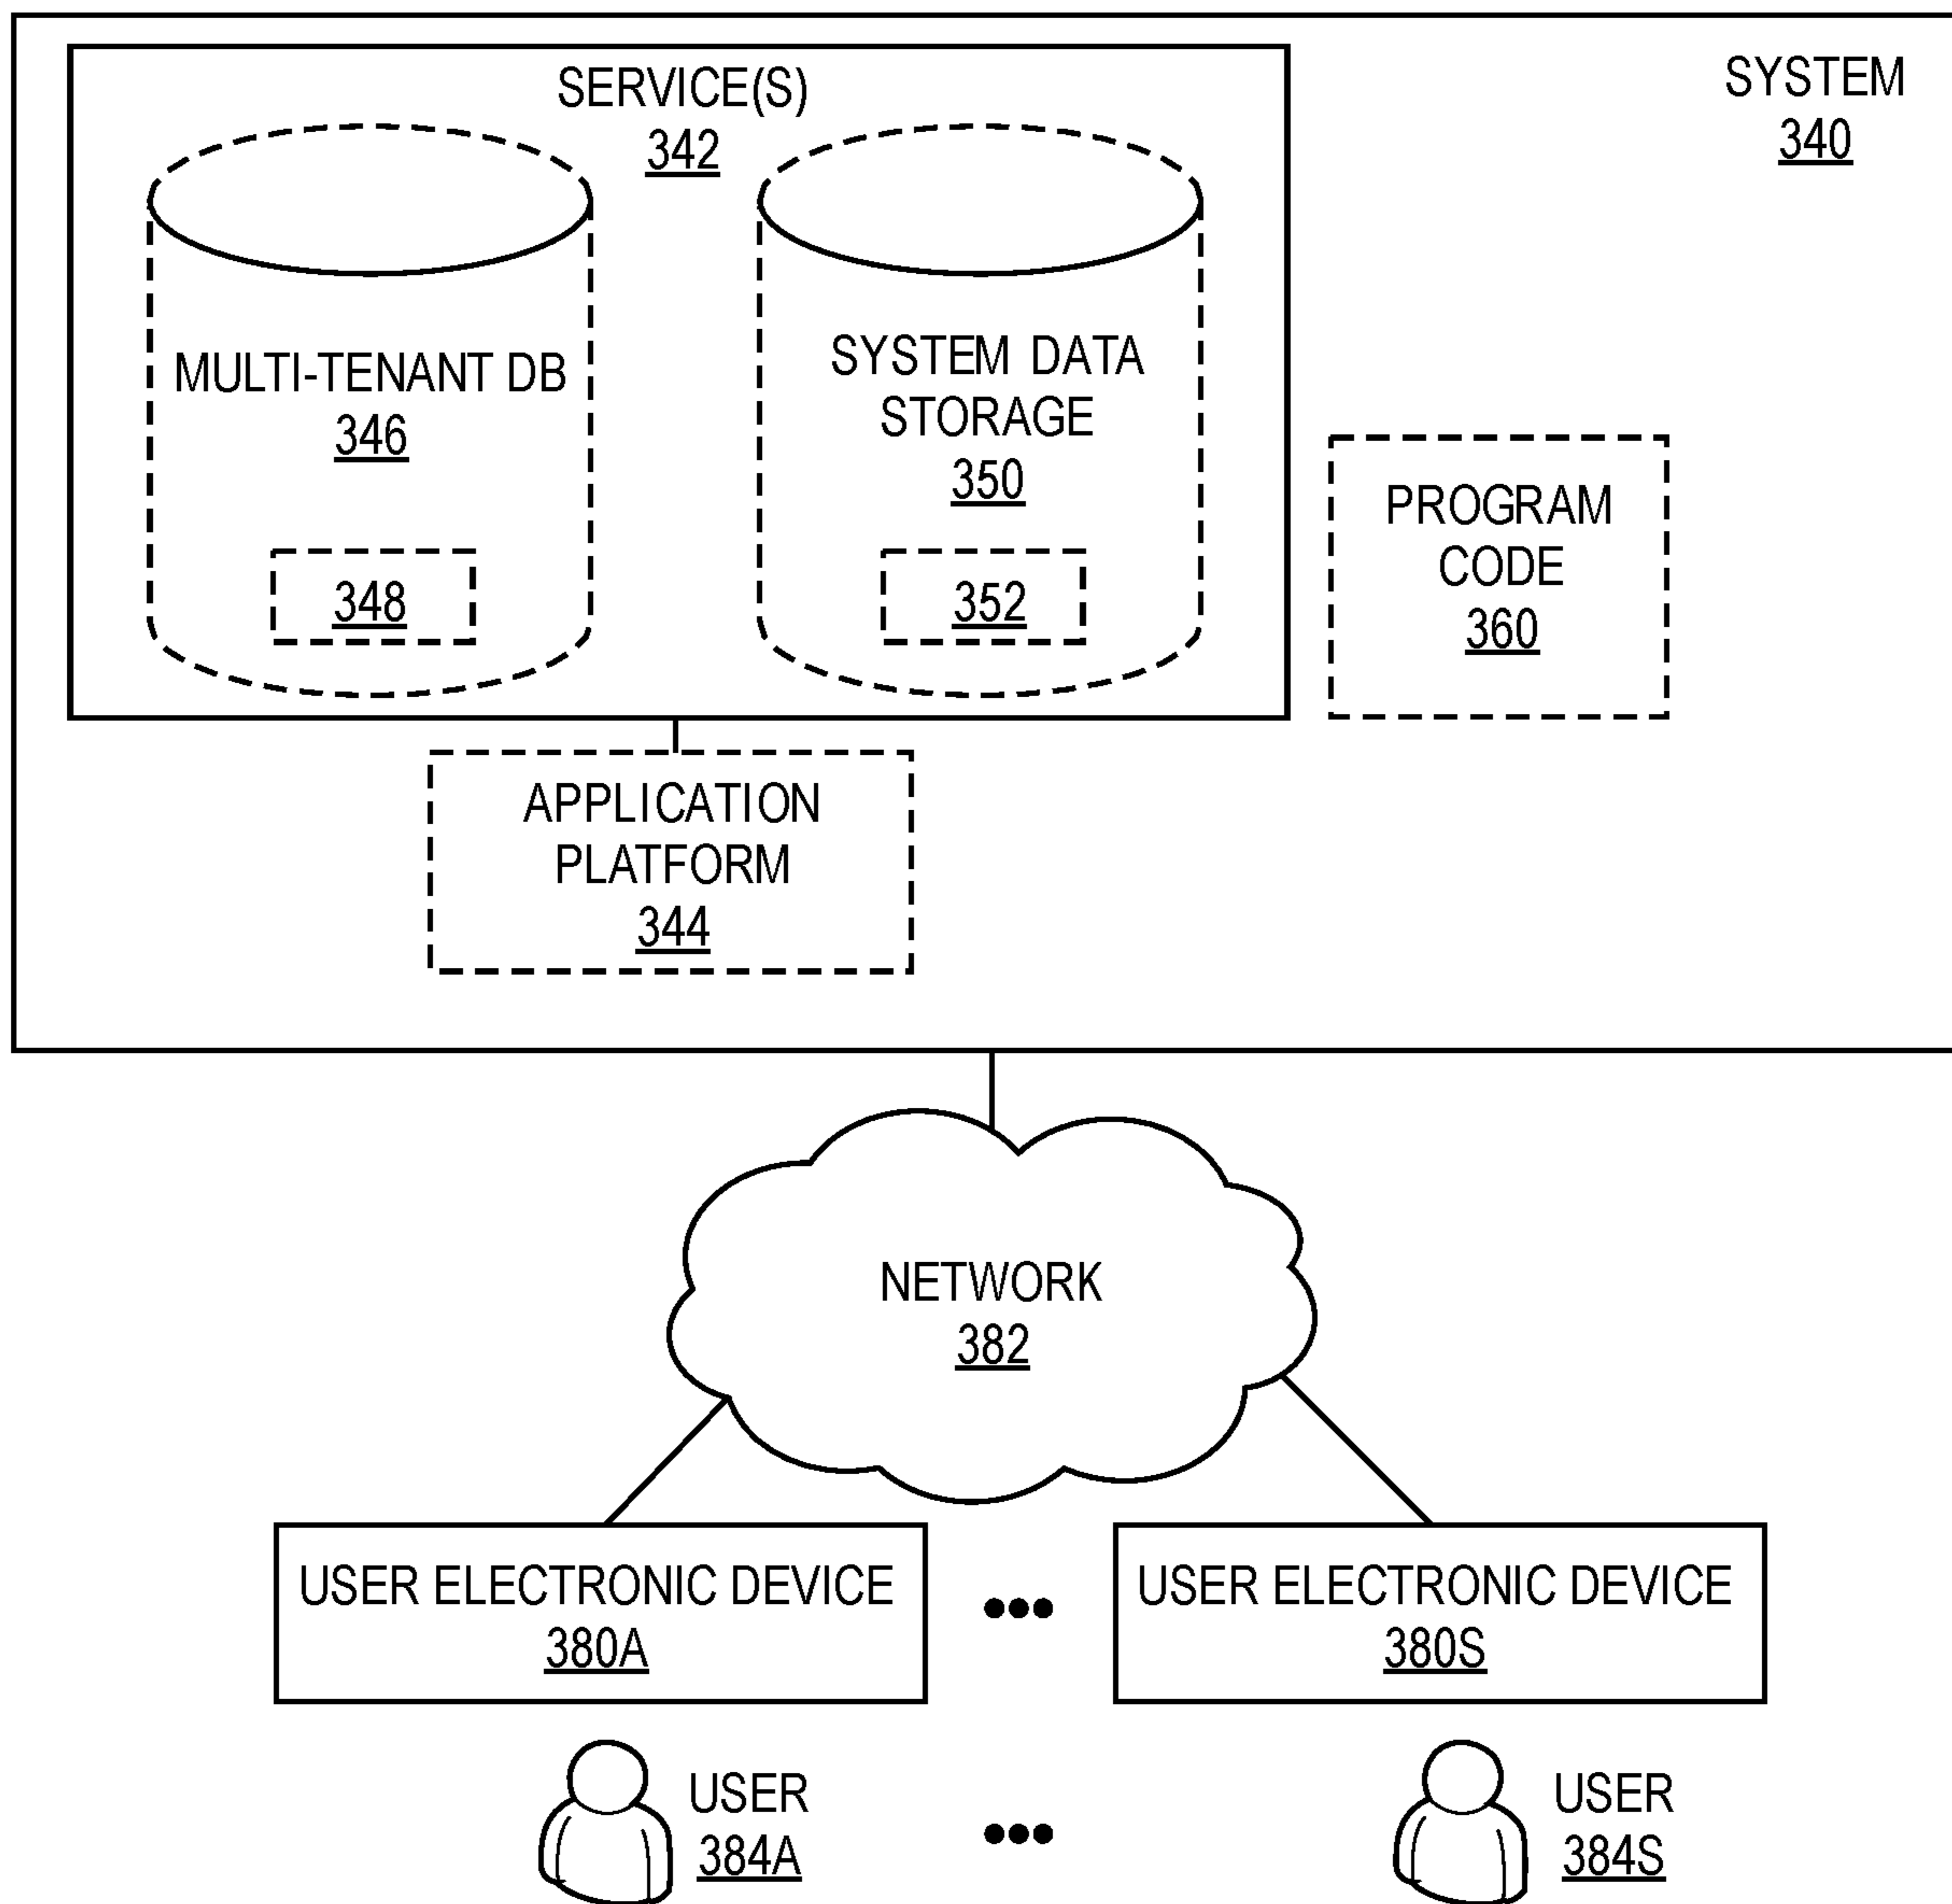 SERVICE(S)
342
SYSTEM
340
MULTI-TENANT DB
346
348
SYSTEM DATA
STORAGE
350
352
PROGRAM
CODE
360
APPLICATION
PLATFORM
344
NETWORK
382
USER ELECTRONIC DEVICE
380A
USER ELECTRONIC DEVICE
380S
USER
384A
USER
384S